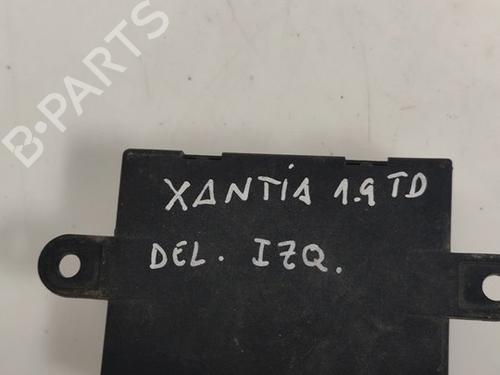 B-PARTS
XANTIA 1.9 TD
DEL. IZQ.